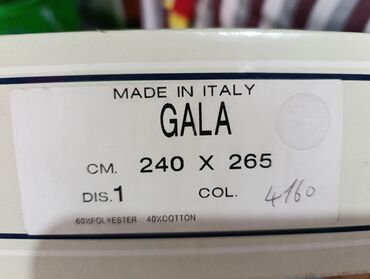 MADE IN ITALY
GALA
CM. 240 X 265
DIS. 1 COL. 4160
60%POLYESTER 40%COTTON